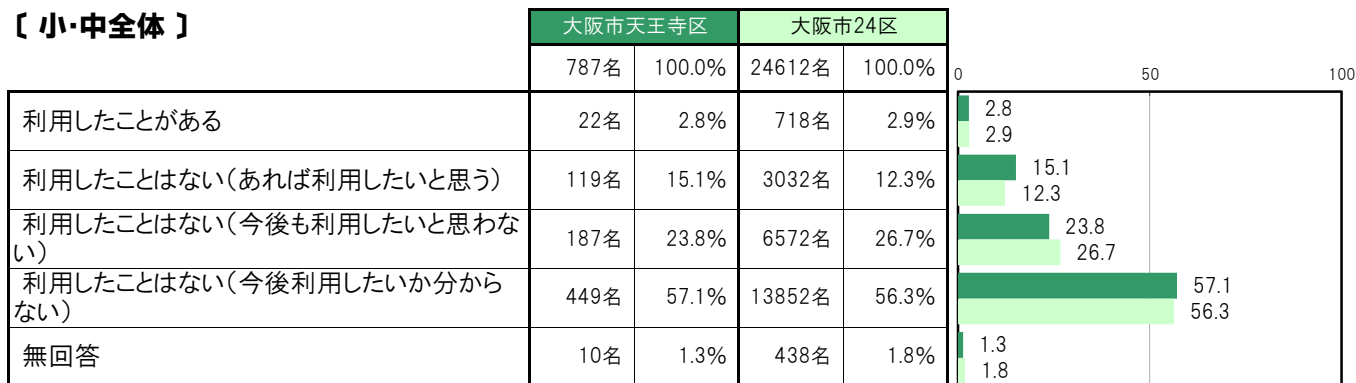 〔 小・中全体 〕
大阪市天王寺区 大阪市24区
787名 100.0% 24612名 100.0%
0 50 100
利用したことがある 22名 2.8% 718名 2.9%
2.8
2.9
利用したことはない（あれば利用したいと思う） 119名 15.1% 3032名 12.3%
15.1
12.3
利用したことはない（今後も利用したいと思わな
い） 187名 23.8% 6572名 26.7%
23.8
26.7
利用したことはない（今後利用したいか分から
ない） 449名 57.1% 13852名 56.3%
57.1
56.3
無回答 10名 1.3% 438名 1.8%
1.3
1.8